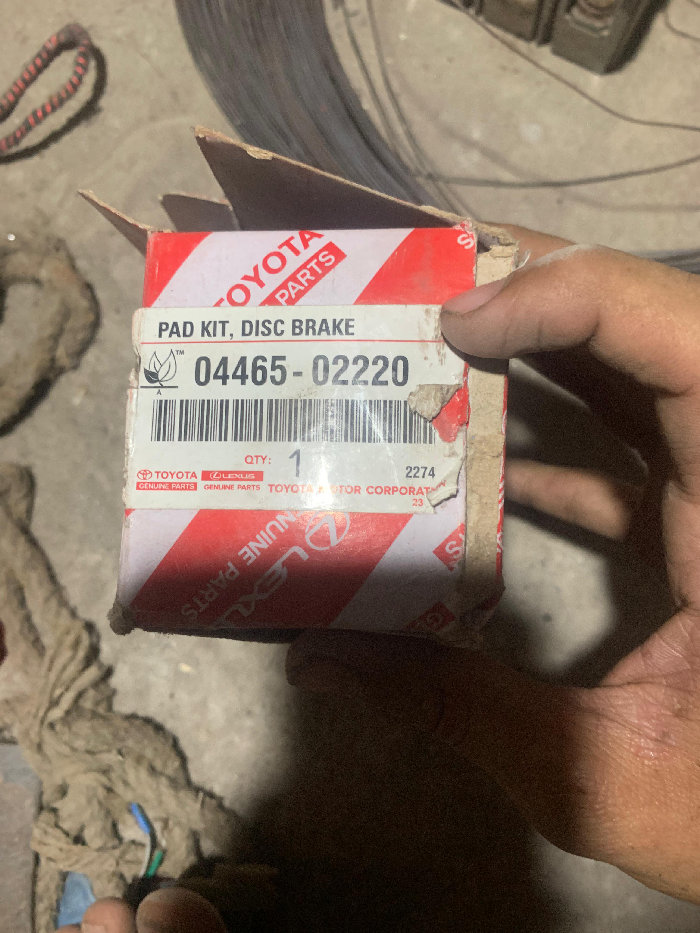 TOYOTA
PARTS
PAD KIT, DISC BRAKE
TM
04465-02220
A
QTY: 1
2274
TOYOTA LEXUS
GENUINE PARTS GENUINE PARTS TOYOTA MOTOR CORPORAT
23
LEXUS
GENUINE PARTS